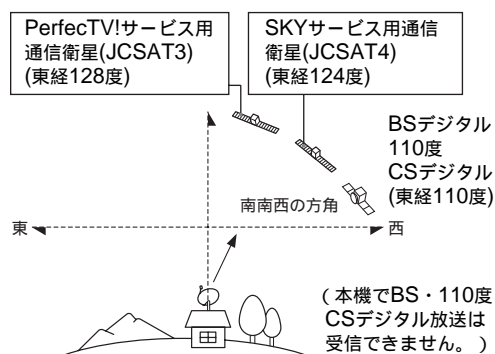 PerfecTV!サービス用
通信衛星(JCSAT3)
(東経128度)
SKYサービス用通信
衛星(JCSAT4)
(東経124度)
BSデジタル
110度
CSデジタル
(東経110度)
南南西の方角
東
西
(本機でBS・110度
CSデジタル放送は
受信できません。)